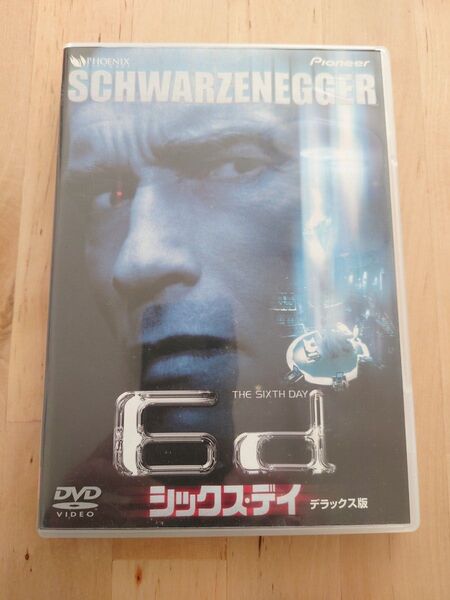 PHOENIX
Pioneer
SCHWARZENEGGER
THE SIXTH DAY
6d
DVD
VIDEO
シックス・デイ
デラックス版